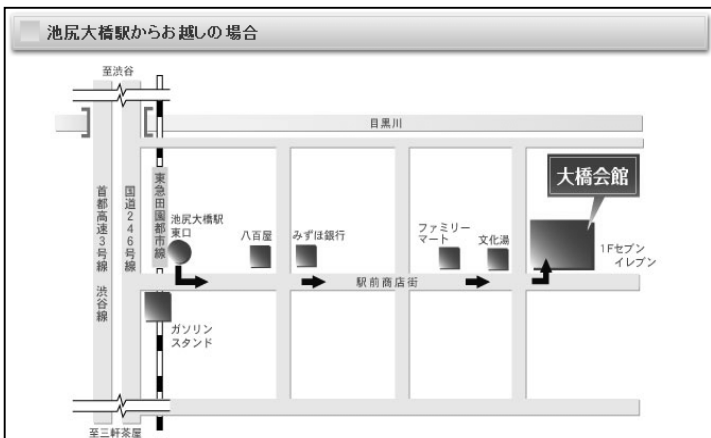 池尻大橋駅からお越しの場合
至渋谷
目黒川
首都高速3号線 渋谷線
国道246号線
東急田園都市線
池尻大橋駅
東口
八百屋
みずほ銀行
ファミリー
マート
文化湯
大橋会館
1Fセブン
イレブン
駅前商店街
ガソリン
スタンド
至三軒茶屋